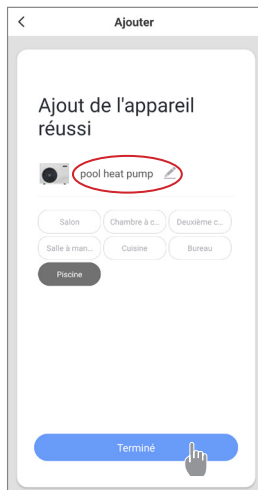 Ajouter
Ajout de l'appareil
réussi
pool heat pump
Salon Chambre à c... Deuxième c...
Salle à man... Cuisine Bureau
Piscine
Terminé